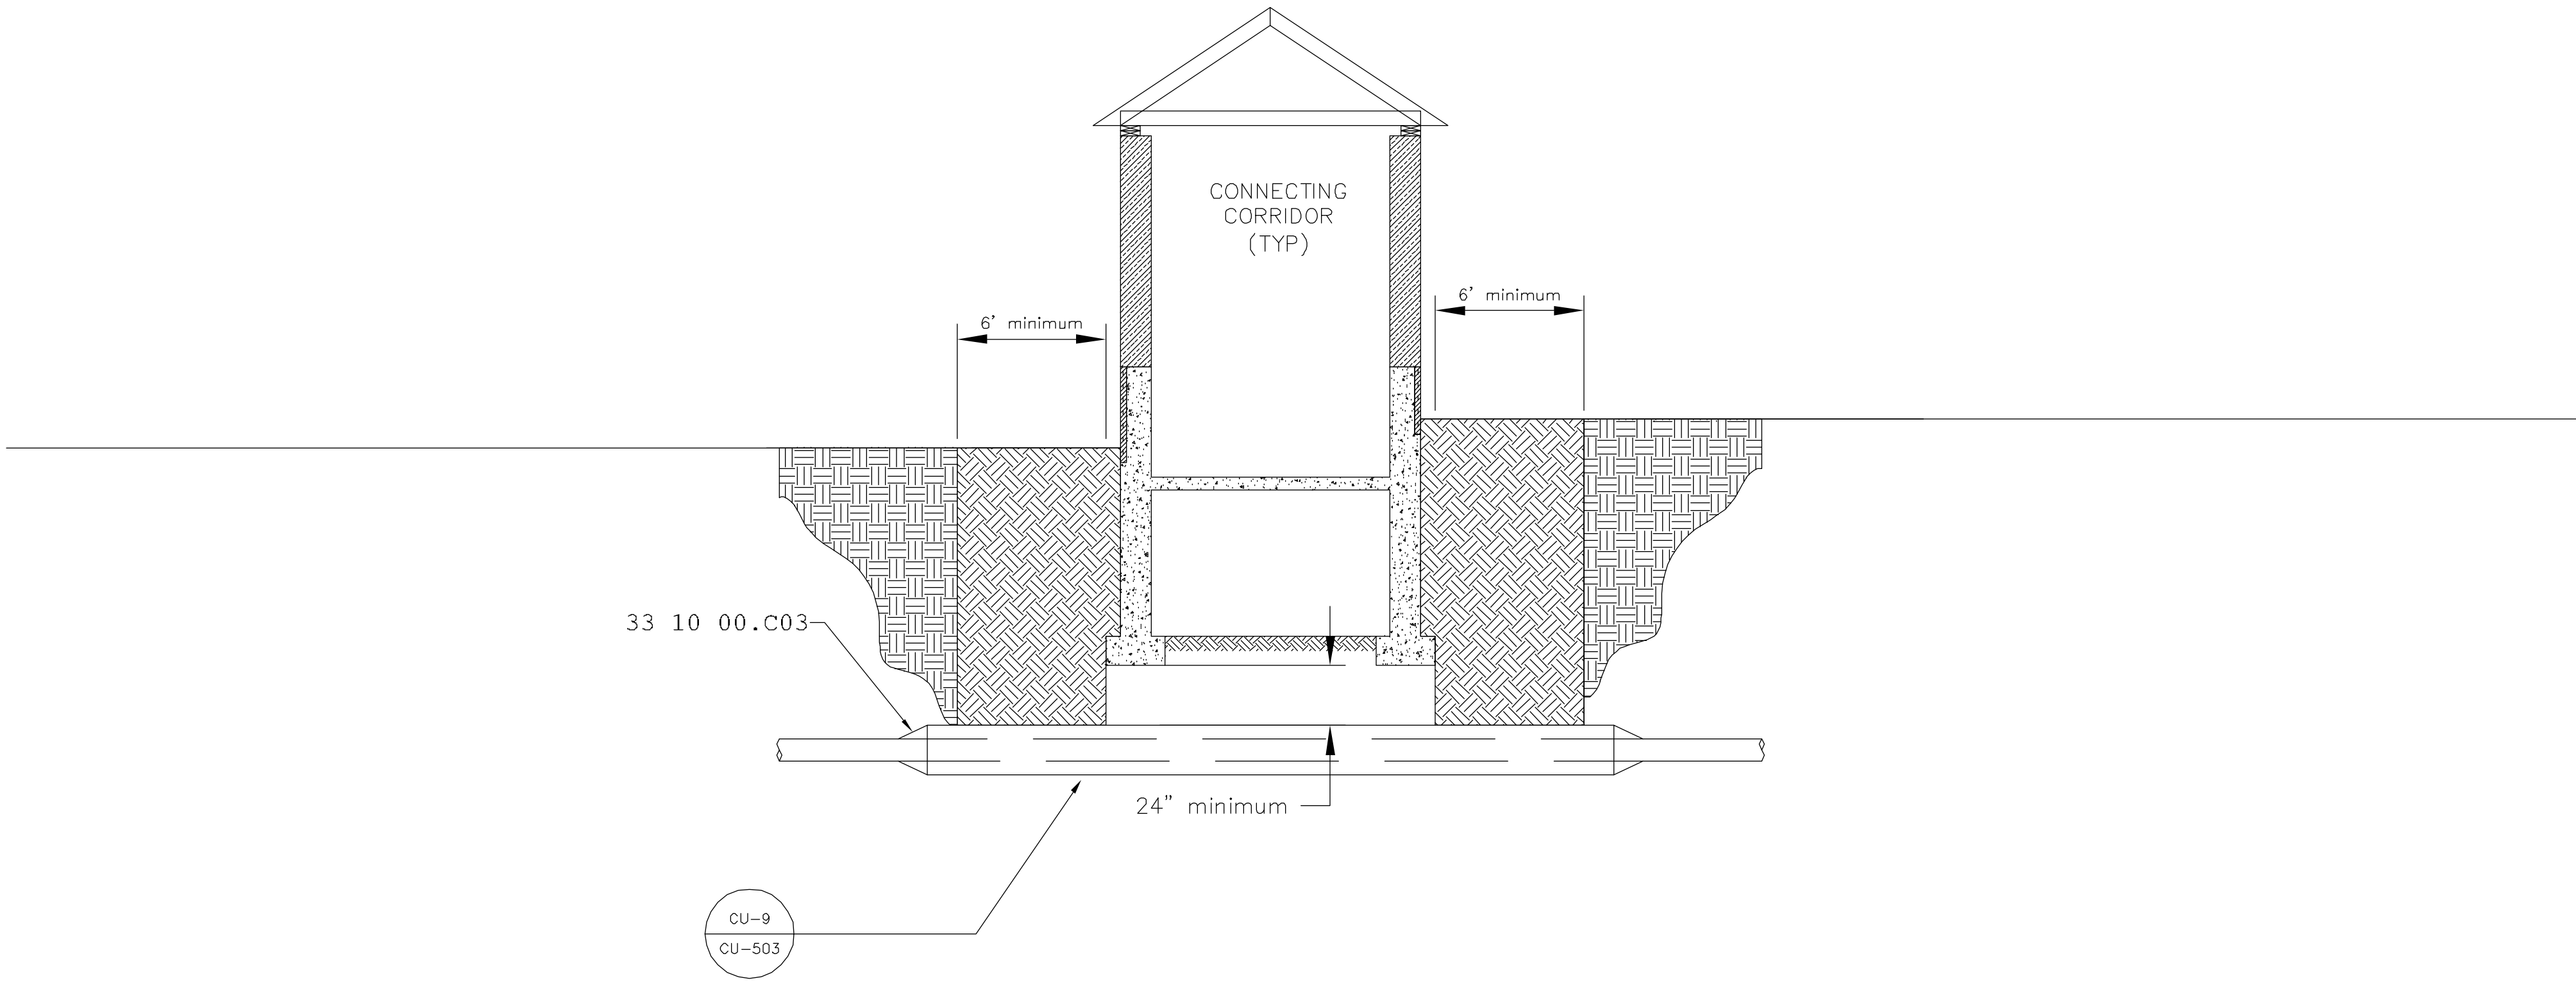 CONNECTING
CORRIDOR
(TYP)
6' minimum
6' minimum
33 10 00.C03
24" minimum
CU-9
CU-503